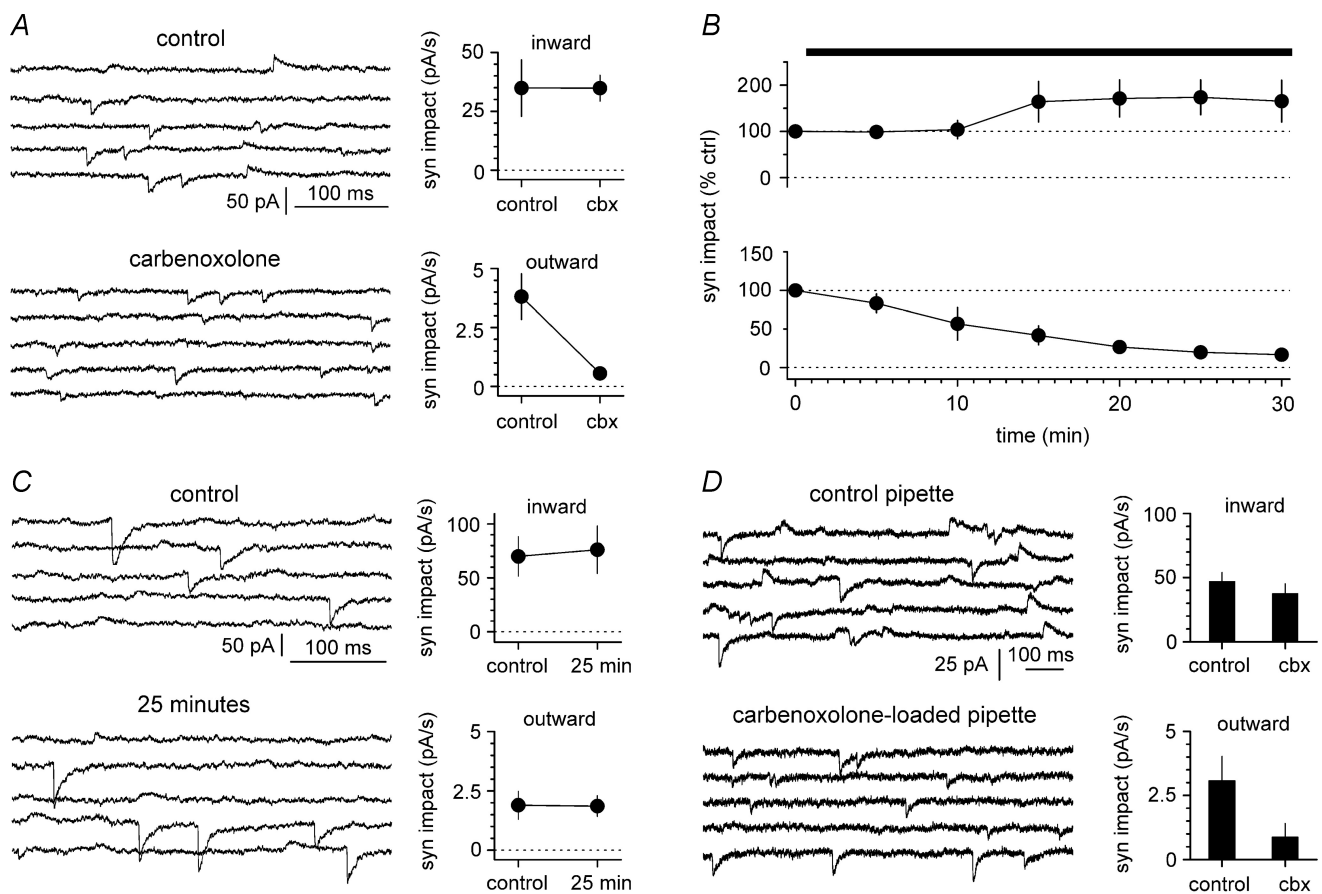 A
control
50 pA
100 ms
carbenoxolone
syn impact (pA/s)
inward
50
25
0
control
cbx
syn impact (pA/s)
outward
5
2.5
0
control
cbx
B
syn impact (% ctrl)
200
100
0
150
100
50
0
0
10
20
30
time (min)
C
control
50 pA
100 ms
25 minutes
syn impact (pA/s)
inward
100
50
0
control
25 min
syn impact (pA/s)
outward
5
2.5
0
control
25 min
D
control pipette
25 pA
100 ms
carbenoxolone-loaded pipette
syn impact (pA/s)
inward
100
50
0
control
cbx
syn impact (pA/s)
outward
5
2.5
0
control
cbx